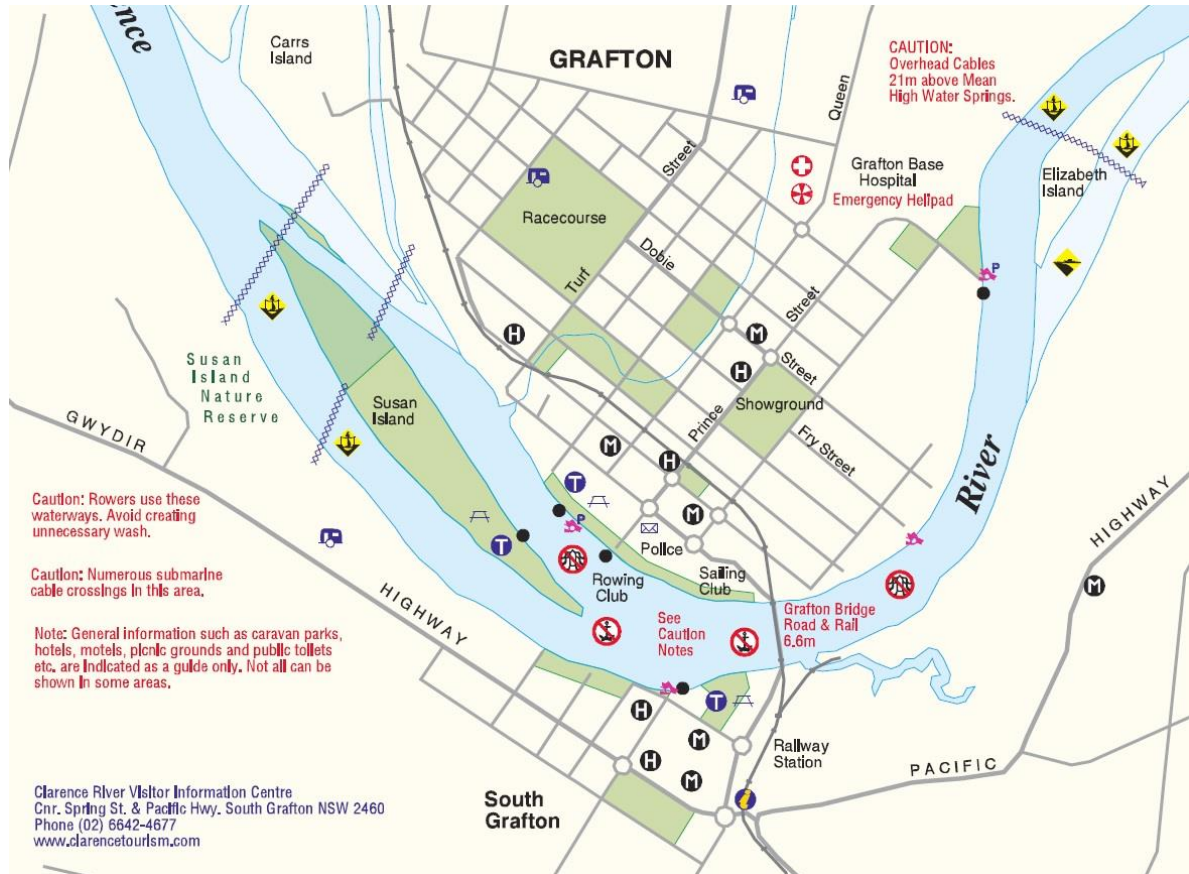 ence
Carrs
Island
GRAFTON
Queen
CAUTION:
Overhead Cables
21m above Mean
High Water Springs.
Street
Racecourse
Grafton Base
Hospital
Emergency Helipad
Elizabeth
Island
Dobie
Turf
P
Street
H
M
Street
Susan
Island
Nature
Reserve
H
Susan
Island
Showground
Prince
Fry Street
GWYDIR
M
H
River
HIGHWAY
T
M
P
Caution: Rowers use these
waterways. Avoid creating
unnecessary wash.
Police
T
Rowing
Club
Sailing
Club
M
Caution: Numerous submarine
cable crossings in this area.
HIGHWAY
See
Caution
Notes
Grafton Bridge
Road & Rail
6.6m
Note: General information such as caravan parks,
hotels, motels, picnic grounds and public toilets
etc. are indicated as a guide only. Not all can be
shown in some areas.
T
H
M
Railway
Station
H
M
PACIFIC
South
Grafton
Clarence River Visitor Information Centre
Cnr. Spring St. & Pacific Hwy. South Grafton NSW 2460
Phone (02) 6642-4677
www.clarencetourism.com